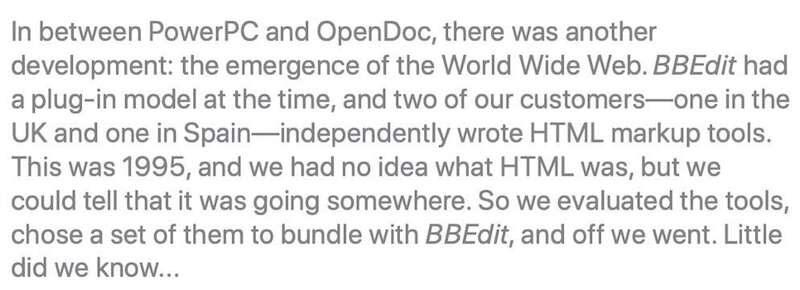 In between PowerPC and OpenDoc, there was another
development: the emergence of the World Wide Web. BBEdit had
a plug-in model at the time, and two of our customers—one in the
UK and one in Spain—independently wrote HTML markup tools.
This was 1995, and we had no idea what HTML was, but we
could tell that it was going somewhere. So we evaluated the tools,
chose a set of them to bundle with BBEdit, and off we went. Little
did we know...